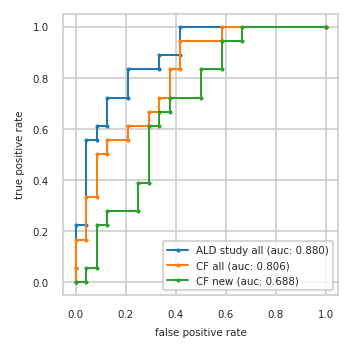 1.0
0.8
0.6
0.4
0.2
0.0
true positive rate
ALD study all (auc: 0.880)
CF all (auc: 0.806)
CF new (auc: 0.688)
0.0 0.2 0.4 0.6 0.8 1.0
false positive rate